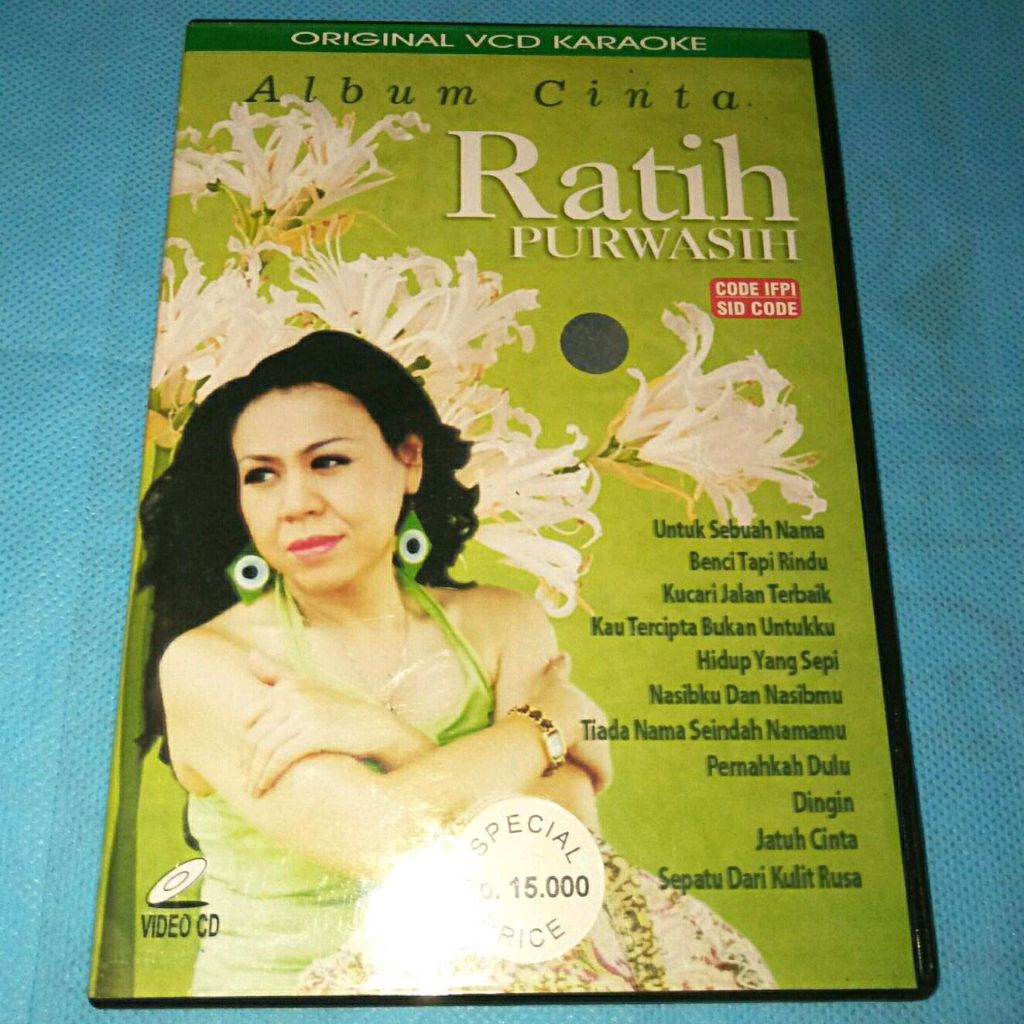 ORIGINAL VCD KARAOKE
Album Cinta
Ratih
PURWASIH
CODE IFPI
SID CODE
Untuk Sebuah Nama
Benci Tapi Rindu
Kucari Jalan Terbaik
Kau Tercipta Bukan Untukku
Hidup Yang Sepi
Nasibku Dan Nasibmu
Tiada Nama Seindah Namamu
Pernahkah Dulu
Dingin
Jatuh Cinta
Sepatu Dari Kulit Rusa
SPECIAL
15.000
VIDEO CD